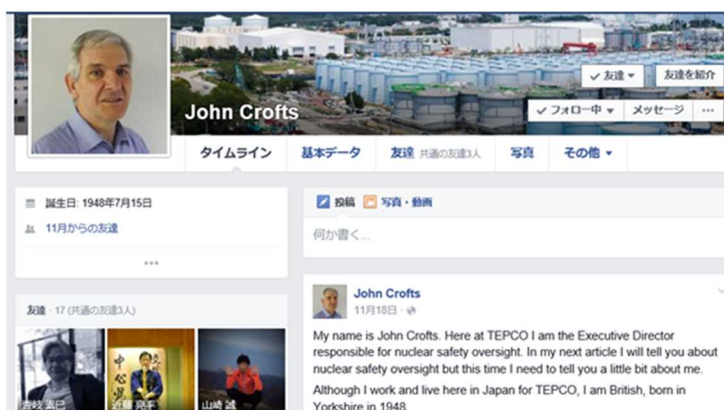 John Crofts
友達
友達を紹介
フォロー中
メッセージ
タイムライン
基本データ
友達 共通の友達3人
写真
その他
誕生日: 1948年7月15日
11月からの友達
投稿
写真・動画
何か書く...
友達 · 17 (共通の友達3人)
山崎 誠
John Crofts
11月18日 ·
My name is John Crofts. Here at TEPCO I am the Executive Director
responsible for nuclear safety oversight. In my next article I will tell you about
nuclear safety oversight but this time I need to tell you a little bit about me.
Although I work and live here in Japan for TEPCO, I am British, born in
Yorkshire in 1948.